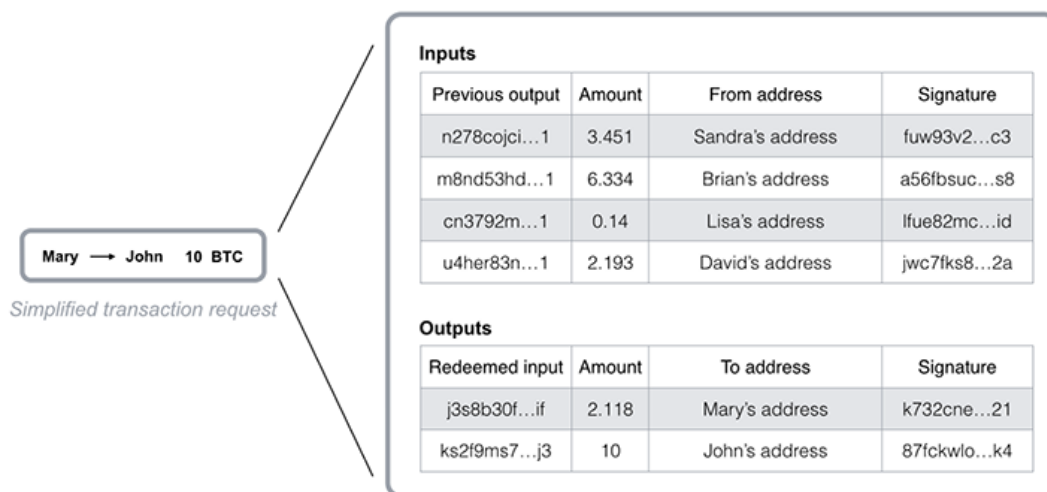 Inputs
Previous output Amount From address Signature
n278cojci…1 3.451 Sandra's address fuw93v2…c3
m8nd53hd…1 6.334 Brian's address a56fbsuc…s8
cn3792m…1 0.14 Lisa's address lfue82mc…id
u4her83n…1 2.193 David's address jwc7fks8…2a
Mary → John 10 BTC
Simplified transaction request
Outputs
Redeemed input Amount To address Signature
j3s8b30f…if 2.118 Mary's address k732cne…21
ks2f9ms7…j3 10 John's address 87fckwlo…k4